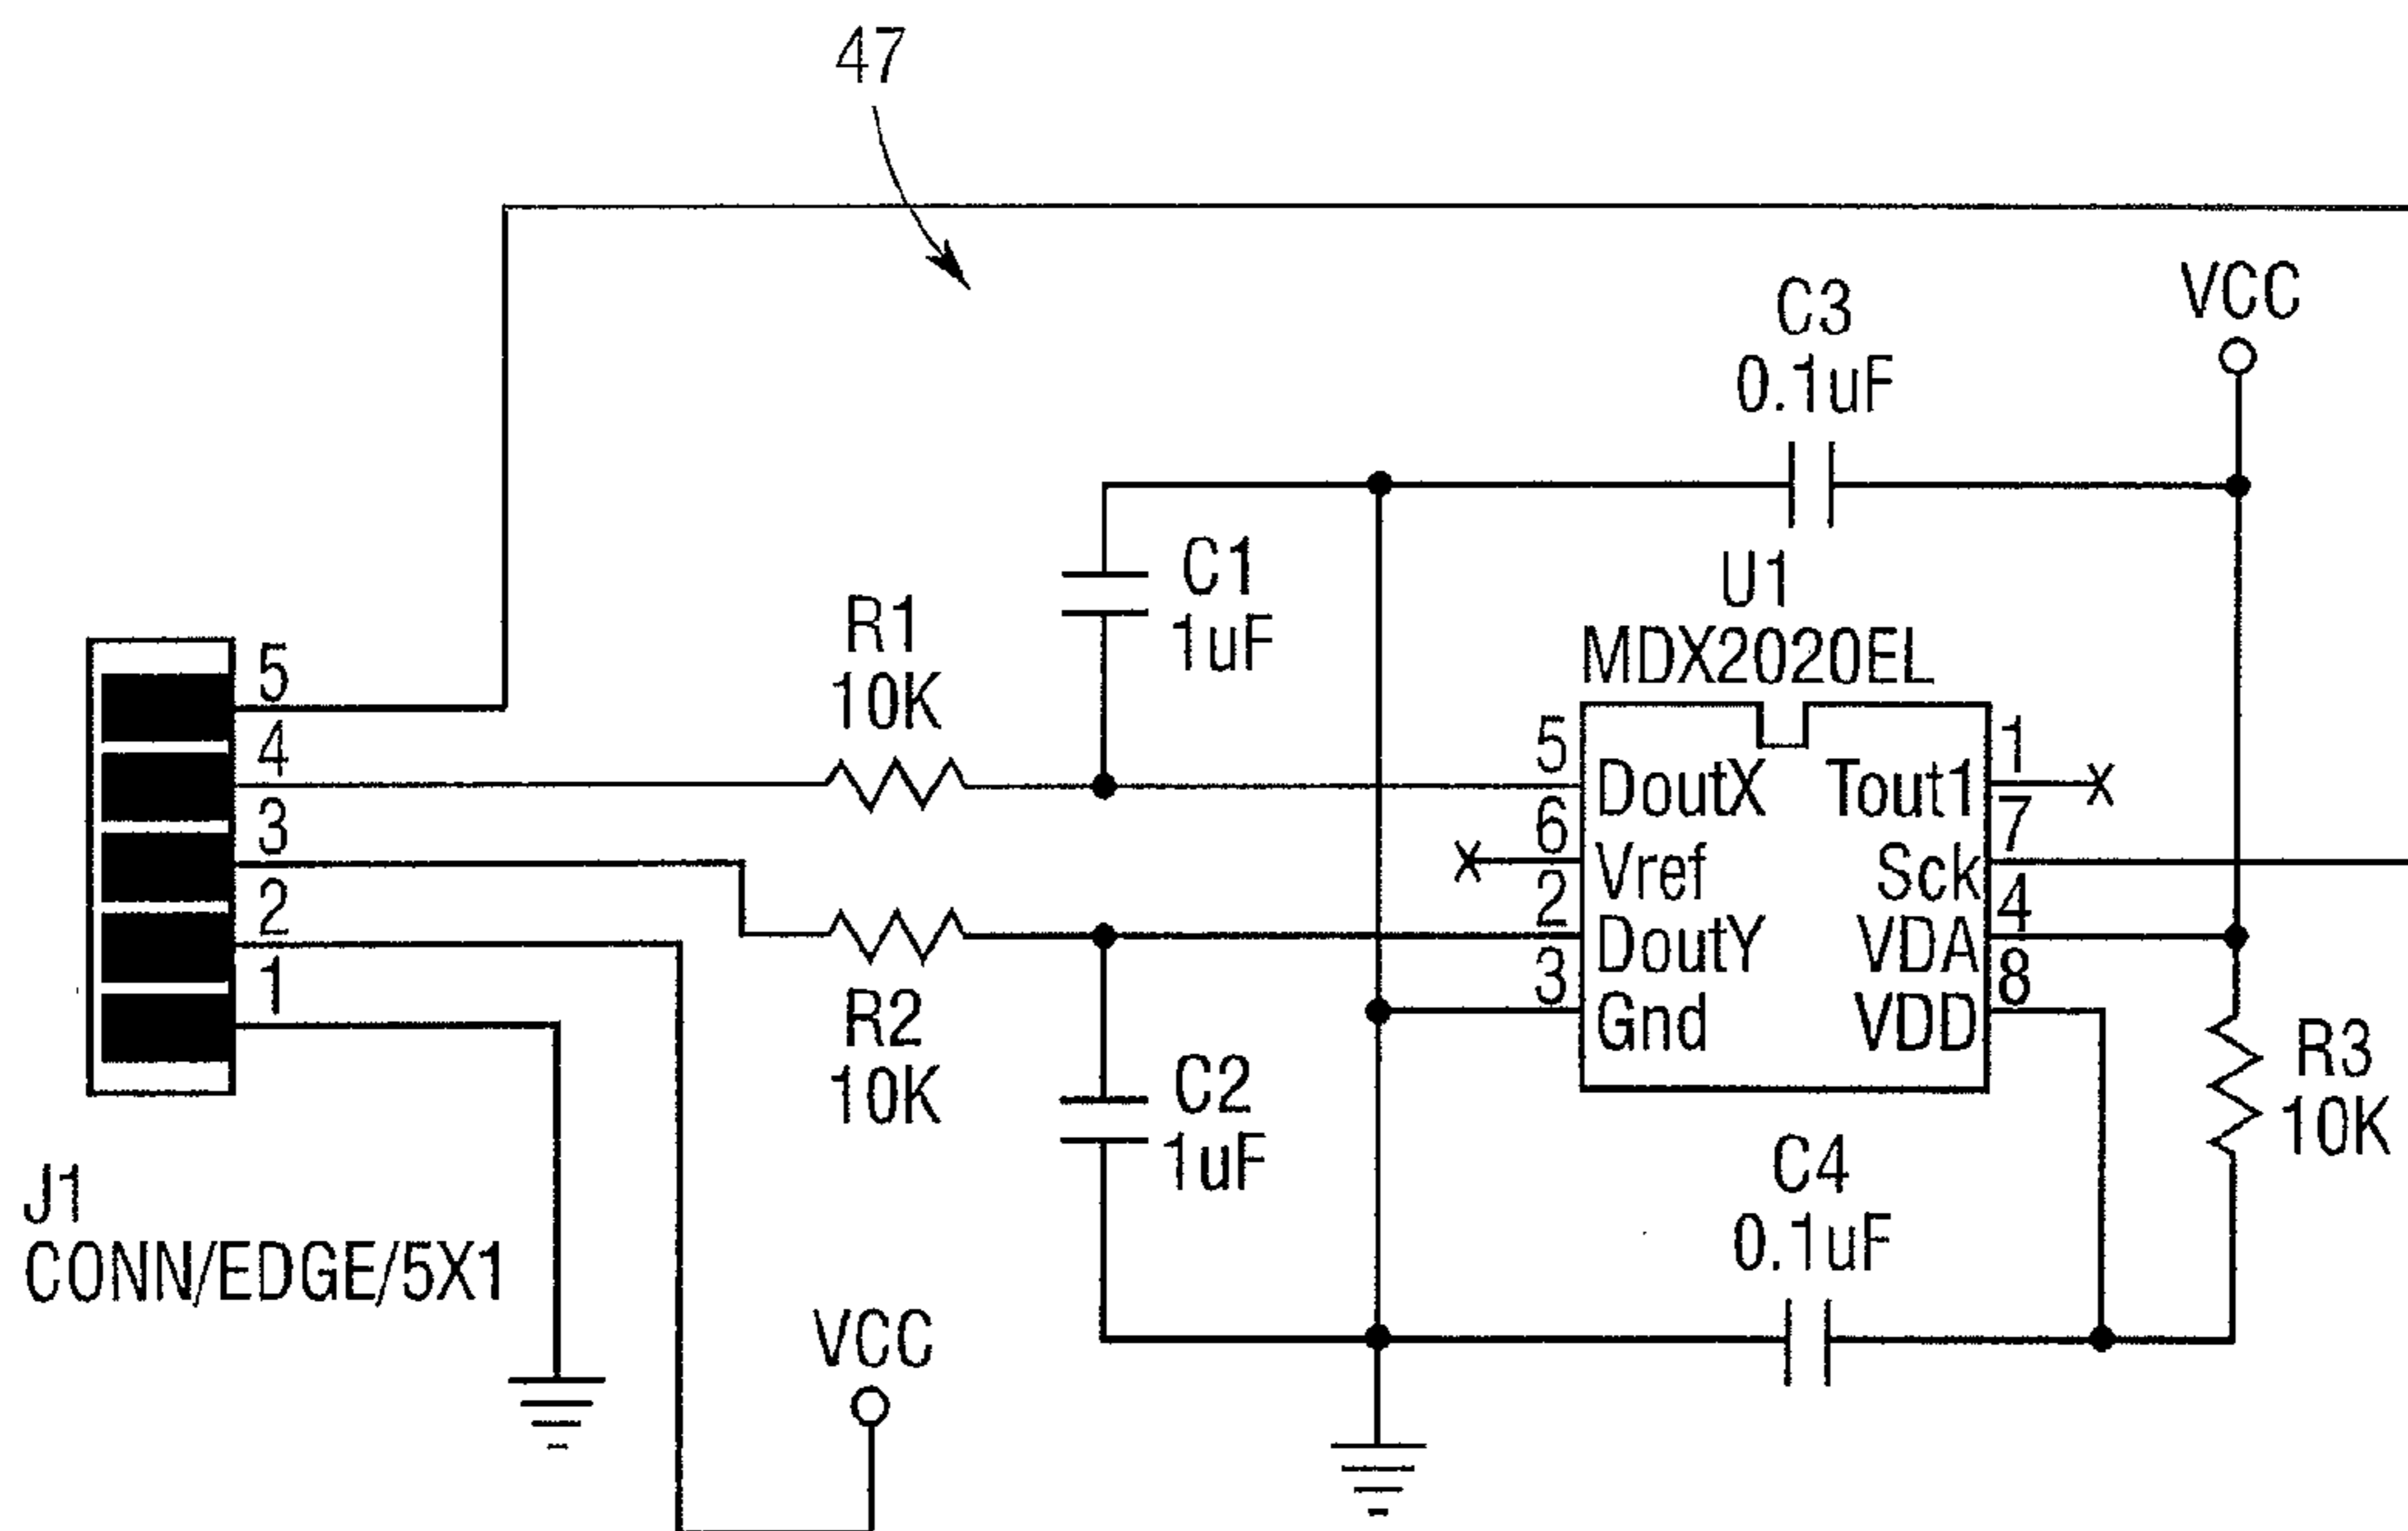 47
VCC
C3
0.1uF
C1
1uF
R1
10K
U1
MDX2020EL
5
4
3
2
1
5
DoutX
6
Vref
2
DoutY
3
Gnd
1
Tout1
7
Sck
4
VDA
8
VDD
R2
10K
C2
1uF
R3
10K
C4
0.1uF
J1
CONN/EDGE/5X1
VCC